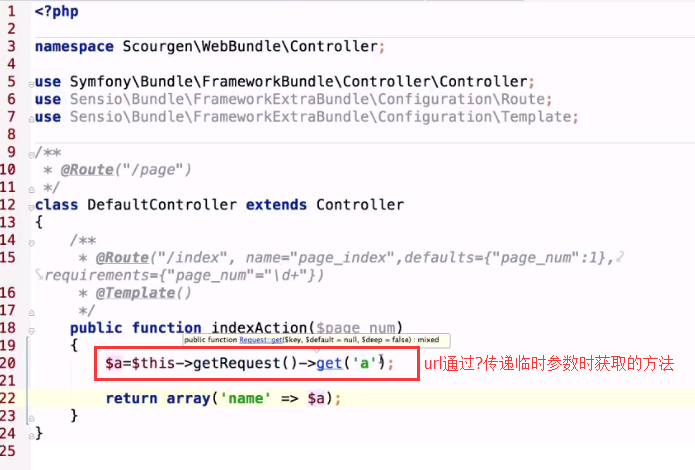 1 <?php
2
3 namespace Scourgen\WebBundle\Controller;
4
5 use Symfony\Bundle\FrameworkBundle\Controller\Controller;
6 use Sensio\Bundle\FrameworkExtraBundle\Configuration\Route;
7 use Sensio\Bundle\FrameworkExtraBundle\Configuration\Template;
8
9 /**
10 * @Route("/page")
11 */
12 class DefaultController extends Controller
13 {
14 /**
15 * @Route("/index", name="page_index",defaults={"page_num":1},
requirements={"page_num"="\d+"})
16 * @Template()
17 */
18 public function indexAction($page_num)
public function Request::get($key, $default = null, $deep = false) : mixed
19 {
20 $a=$this->getRequest()->get('a'); url通过?传递临时参数时获取的方法
21
22 return array('name' => $a);
23 }
24 }
25